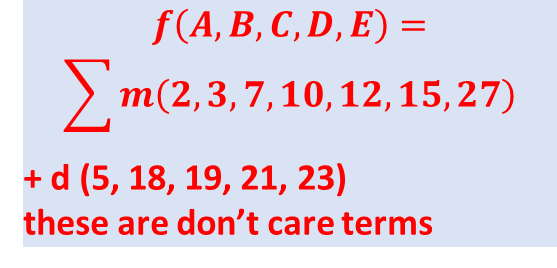 f(A, B, C, D, E) =
∑ m(2, 3, 7, 10, 12, 15, 27)
+ d (5, 18, 19, 21, 23)
these are don't care terms